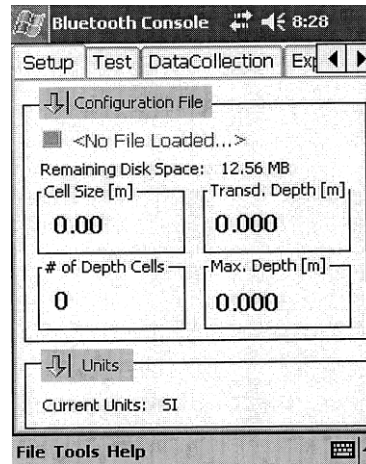 Bluetooth Console 8:28
Setup Test DataCollection Exp
Configuration File
<No File Loaded...>
Remaining Disk Space: 12.56 MB
Cell Size [m] Transd. Depth [m]
0.00 0.000
# of Depth Cells Max. Depth [m]
0 0.000
Units
Current Units: SI
File Tools Help